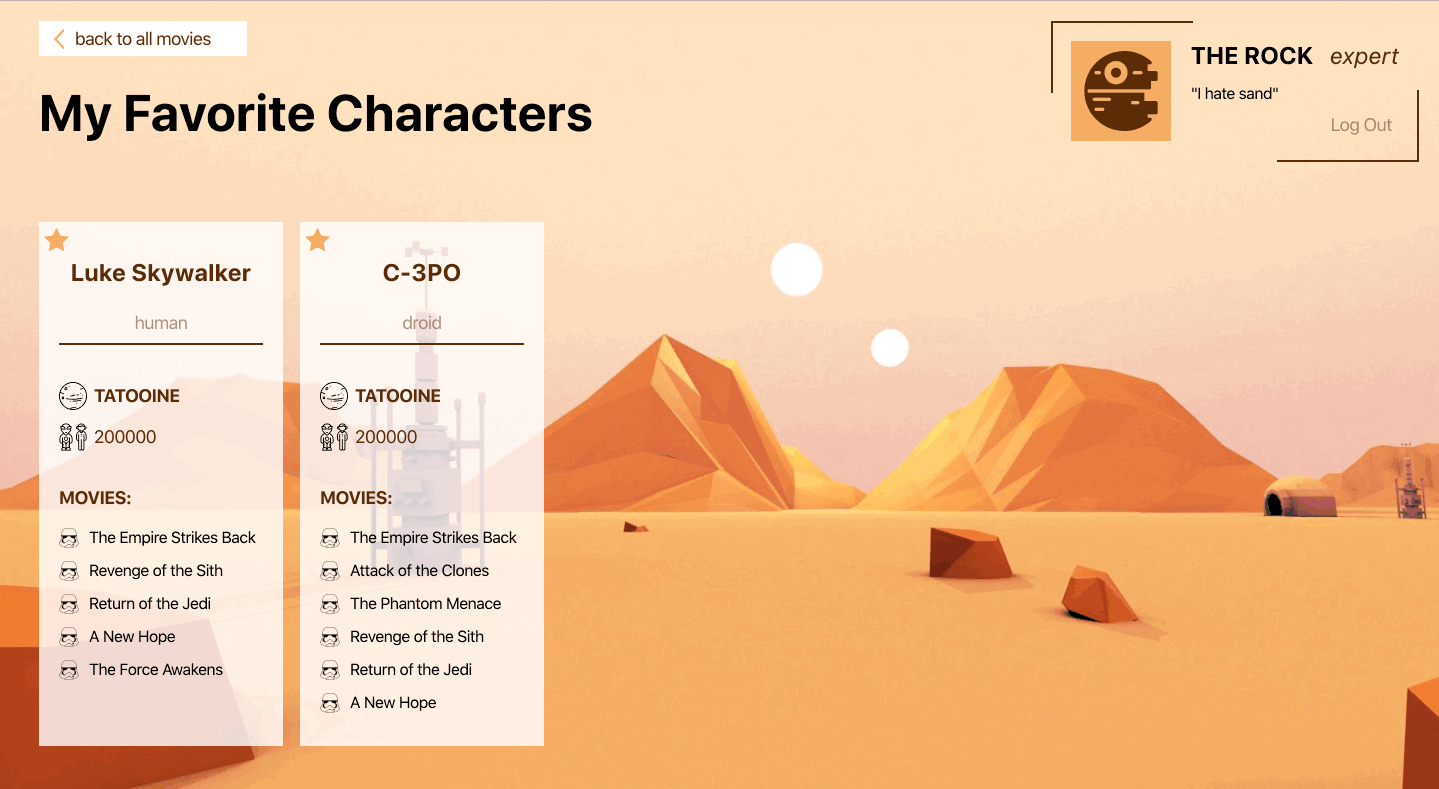 back to all movies
THE ROCK expert
"I hate sand"
Log Out
My Favorite Characters
Luke Skywalker
human
TATOOINE
200000
MOVIES:
The Empire Strikes Back
Revenge of the Sith
Return of the Jedi
A New Hope
The Force Awakens
C-3PO
droid
TATOOINE
200000
MOVIES:
The Empire Strikes Back
Attack of the Clones
The Phantom Menace
Revenge of the Sith
Return of the Jedi
A New Hope